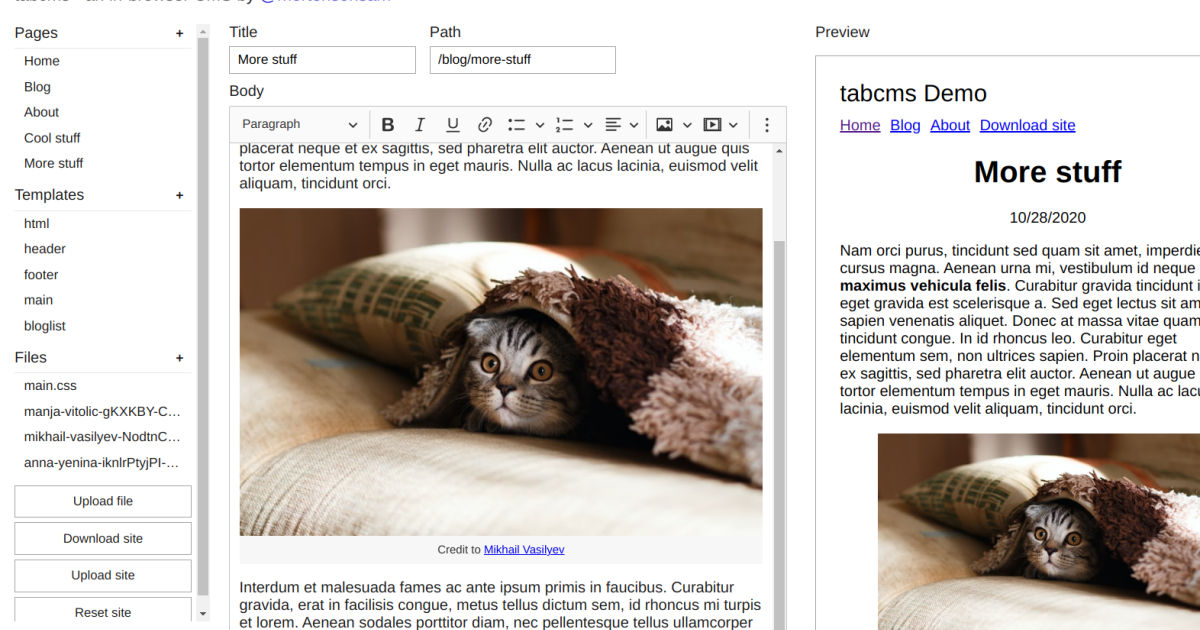 Pages +
Home
Blog
About
Cool stuff
More stuff
Templates +
html
header
footer
main
bloglist
Files +
main.css
manja-vitolic-gKXKBY-C...
mikhail-vasilyev-NodtnC...
anna-yenina-iknlrPtyjPI-...
Upload file
Download site
Upload site
Reset site
Title
More stuff
Path
/blog/more-stuff
Body
Paragraph
B I U
placerat neque et ex sagittis, sed pharetra elit auctor. Aenean ut augue quis
tortor elementum tempus in eget mauris. Nulla ac lacus lacinia, euismod velit
aliquam, tincidunt orci.
Credit to Mikhail Vasilyev
Interdum et malesuada fames ac ante ipsum primis in faucibus. Curabitur
gravida, erat in facilisis congue, metus tellus dictum sem, id rhoncus mi turpis
et lorem. Aenean sodales porttitor diam, nec pellentesque tellus ullamcorper
Preview
tabcms Demo
Home Blog About Download site
More stuff
10/28/2020
Nam orci purus, tincidunt sed quam sit amet,
cursus magna. Aenean urna mi, vestibulum id neque
maximus vehicula felis. Curabitur gravida tincidunt
eget gravida est scelerisque a. Sed eget lectus sit
sapien venenatis aliquet. Donec at massa vitae quam
tincidunt congue. In id rhoncus leo. Curabitur eget
elementum sem, non ultrices sapien. Proin placerat
ex sagittis, sed pharetra elit auctor. Aenean ut augue
tortor elementum tempus in eget mauris. Nulla ac
lacinia, euismod velit aliquam, tincidunt orci.